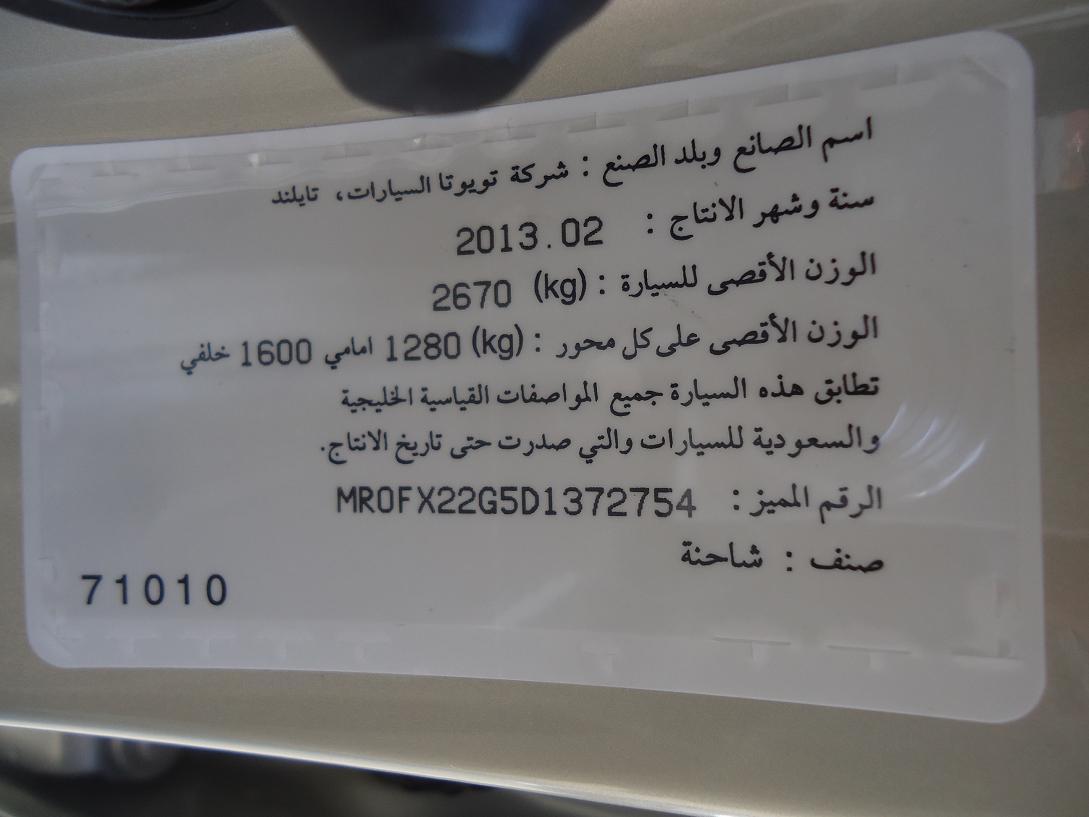 اسم الصانع وبلد الصنع : شركة تويوتا السيارات، تايلند
سنة وشهر الانتاج : 2013.02
الوزن الأقصى للسيارة : (kg) 2670
الوزن الأقصى على كل محور : (kg) 1280 امامي 1600 خلفي
تطابق هذه السيارة جميع المواصفات القياسية الخليجية
والسعودية للسيارات والتي صدرت حتى تاريخ الانتاج.
الرقم المميز : MR0FX22G5D1372754
صنف : شاحنة
71010